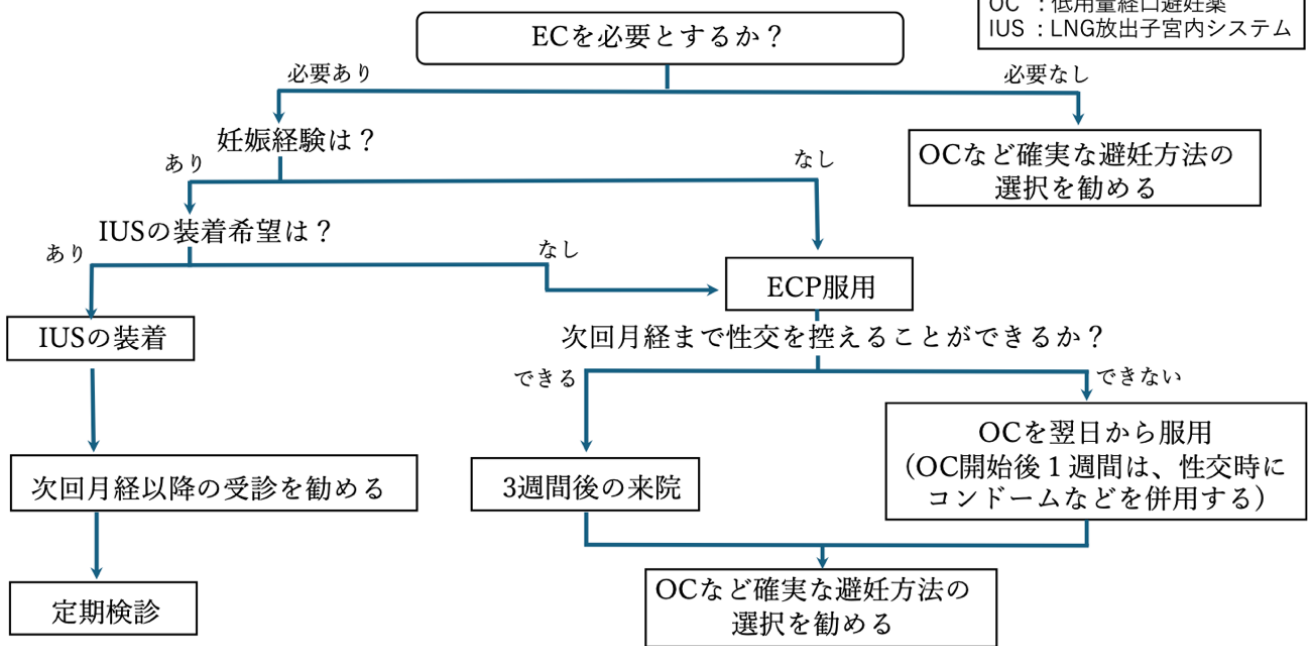 OC :低用量経口避妊薬
IUS:LNG放出子宮内システム
ECを必要とするか？
必要あり
必要なし
妊娠経験は？
OCなど確実な避妊方法の
選択を勧める
あり
なし
IUSの装着希望は？
あり
なし
ECP服用
IUSの装着
次回月経まで性交を控えることができるか？
できる
できない
OCを翌日から服用
（OC開始後１週間は、性交時に
コンドームなどを併用する）
次回月経以降の受診を勧める
3週間後の来院
定期検診
OCなど確実な避妊方法の
選択を勧める